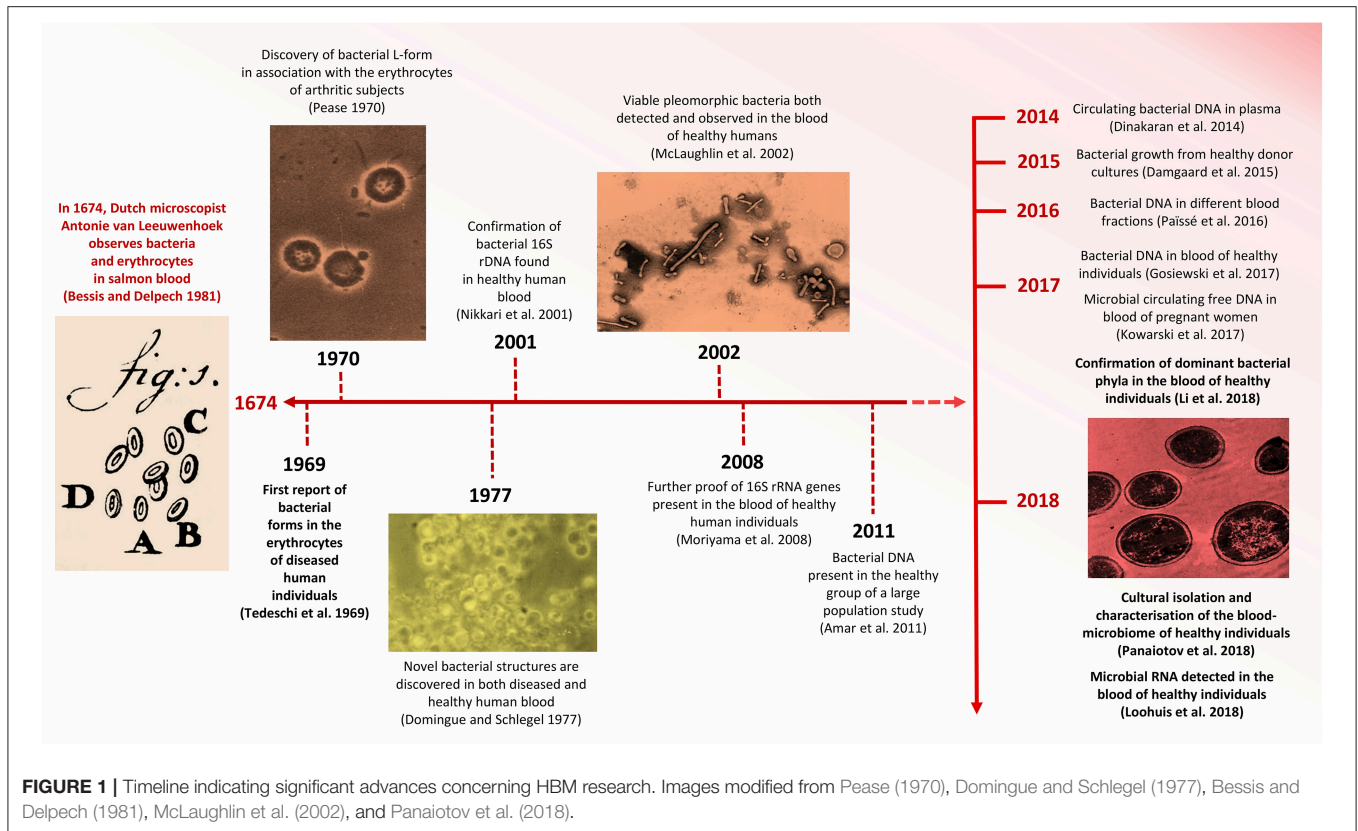 Discovery of bacterial L-form
in association with the erythrocytes
of arthritic subjects
(Pease 1970)
Viable pleomorphic bacteria both
detected and observed in the blood
of healthy humans
(McLaughlin et al. 2002)
In 1674, Dutch microscopist
Antonie van Leeuwenhoek
observes bacteria
and erythrocytes
in salmon blood
(Bessis and Delpech 1981)
Confirmation of
bacterial 16S
rDNA found
in healthy human
blood
(Nikkari et al. 2001)
fig: 1.
C
D
A
B
1970
2001
2002
1674
1969
First report of
bacterial
forms in the
erythrocytes
of diseased
human
individuals
(Tedeschi et al. 1969)
1977
Novel bacterial structures are
discovered in both diseased and
healthy human blood
(Domingue and Schlegel 1977)
2008
Further proof of 16S rRNA genes
present in the blood of healthy
human individuals
(Moriyama et al. 2008)
2011
Bacterial DNA
present in the healthy
group of a large
population study
(Amar et al. 2011)
2014
Circulating bacterial DNA in plasma
(Dinakaran et al. 2014)
2015
Bacterial growth from healthy donor
cultures (Damgaard et al. 2015)
2016
Bacterial DNA in different blood
fractions (Païssé et al. 2016)
2017
Bacterial DNA in blood of healthy
individuals (Gosiewski et al. 2017)
Microbial circulating free DNA in
blood of pregnant women
(Kowarski et al. 2017)
2018
Confirmation of dominant bacterial
phyla in the blood of healthy
individuals (Li et al. 2018)
Cultural isolation and
characterisation of the blood-
microbiome of healthy individuals
(Panaiotov et al. 2018)
Microbial RNA detected in the
blood of healthy individuals
(Loohuis et al. 2018)
FIGURE 1 | Timeline indicating significant advances concerning HBM research. Images modified from Pease (1970), Domingue and Schlegel (1977), Bessis and
Delpech (1981), McLaughlin et al. (2002), and Panaiotov et al. (2018).